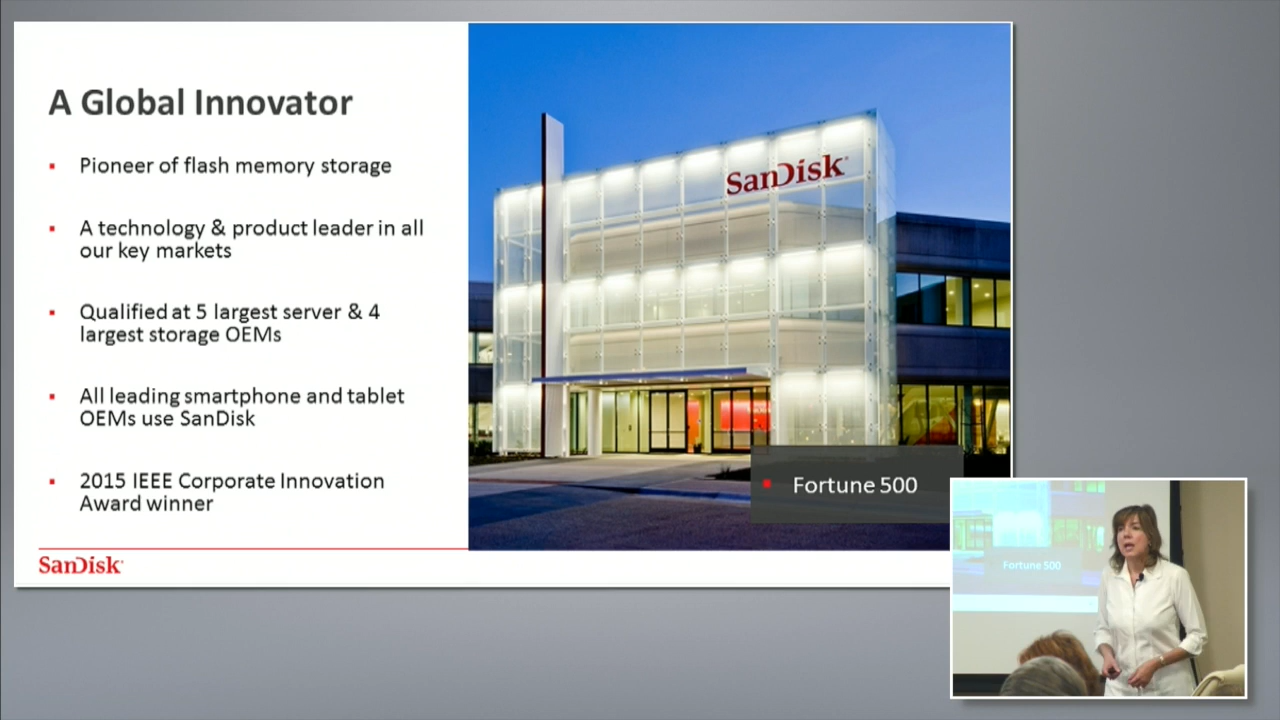 A Global Innovator
Pioneer of flash memory storage
A technology & product leader in all
our key markets
Qualified at 5 largest server & 4
largest storage OEMs
All leading smartphone and tablet
OEMs use SanDisk
2015 IEEE Corporate Innovation
Award winner
SanDisk
SanDisk
Fortune 500
Fortune 500